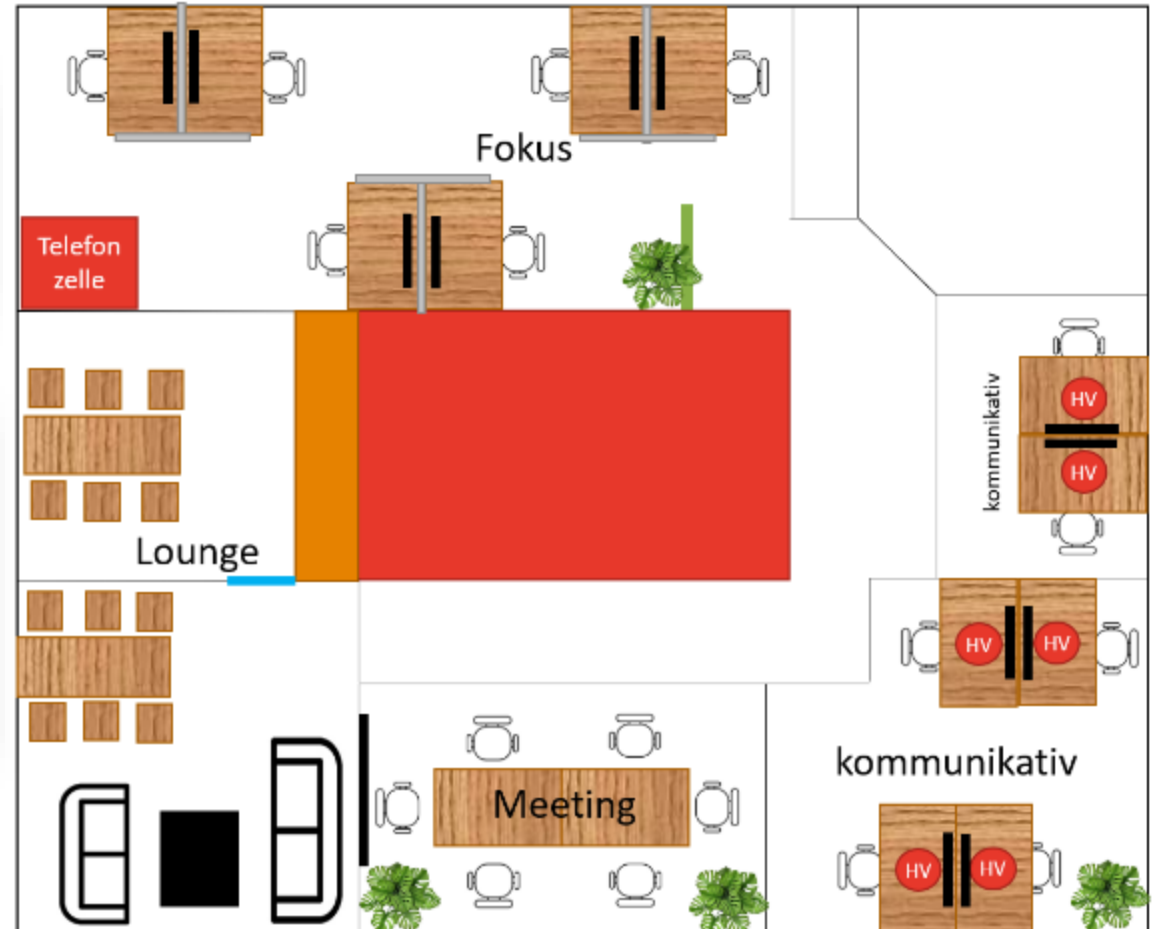 Fokus
Telefon
zelle
kommunikativ
HV
HV
Lounge
HV
HV
kommunikativ
Meeting
HV
HV